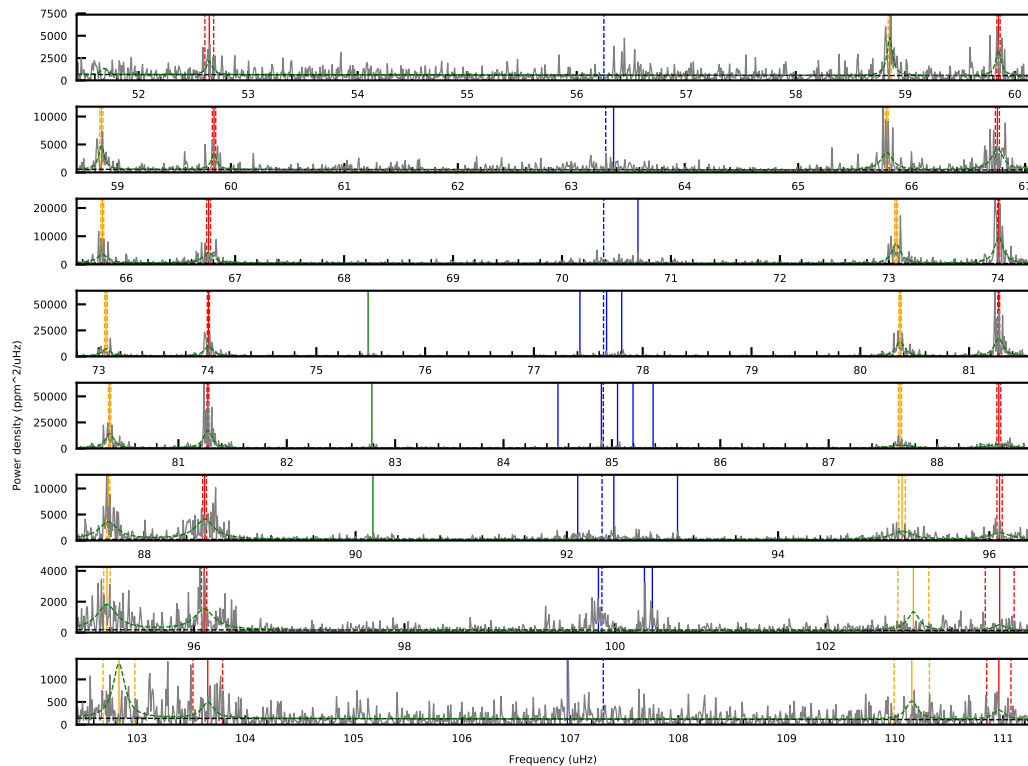 7500
5000
2500
0
52 53 54 55 56 57 58 59 60
10000
5000
0
59 60 61 62 63 64 65 66 67
20000
10000
0
66 67 68 69 70 71 72 73 74
50000
25000
0
73 74 75 76 77 78 79 80 81
50000
25000
0
81 82 83 84 85 86 87 88
10000
5000
0
88 90 92 94 96
4000
2000
0
96 98 100 102
1000
500
0
103 104 105 106 107 108 109 110 111
Power density (ppm^2/uHz)
Frequency (uHz)